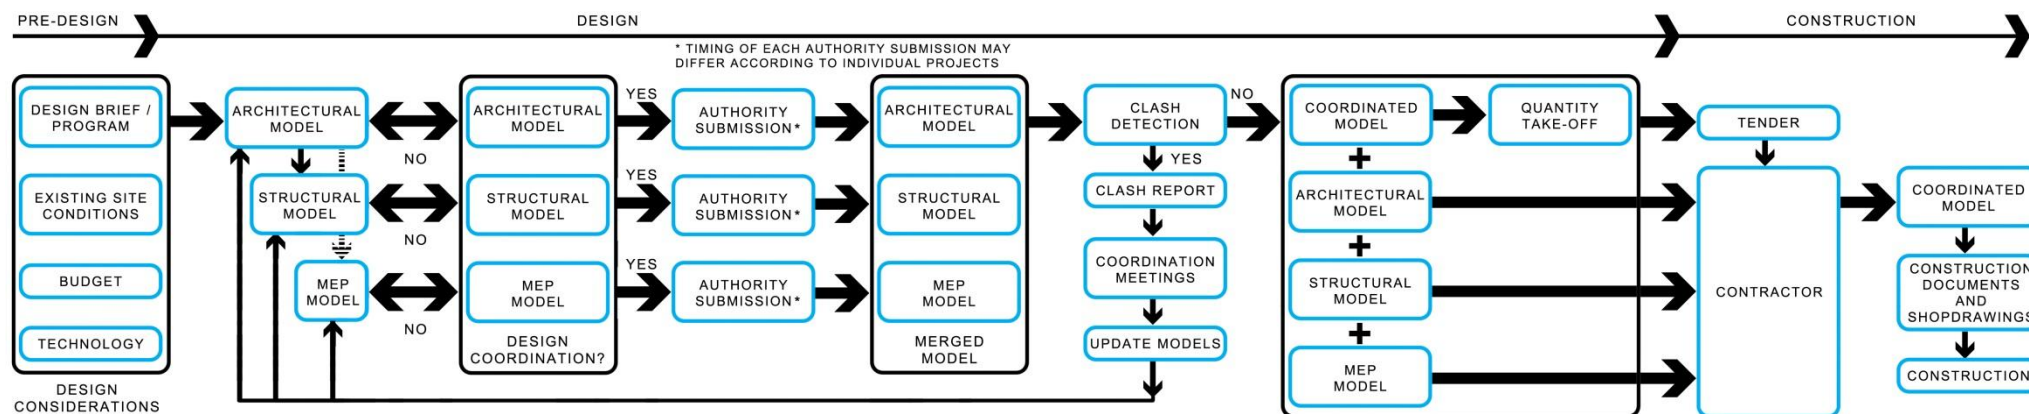 PRE-DESIGN
DESIGN
CONSTRUCTION
* TIMING OF EACH AUTHORITY SUBMISSION MAY
DIFFER ACCORDING TO INDIVIDUAL PROJECTS
DESIGN BRIEF /
PROGRAM
EXISTING SITE
CONDITIONS
BUDGET
TECHNOLOGY
DESIGN
CONSIDERATIONS
ARCHITECTURAL
MODEL
STRUCTURAL
MODEL
MEP
MODEL
NO
NO
NO
ARCHITECTURAL
MODEL
STRUCTURAL
MODEL
MEP
MODEL
DESIGN
COORDINATION?
YES
YES
YES
AUTHORITY
SUBMISSION*
AUTHORITY
SUBMISSION*
AUTHORITY
SUBMISSION*
ARCHITECTURAL
MODEL
STRUCTURAL
MODEL
MEP
MODEL
MERGED
MODEL
CLASH
DETECTION
NO
YES
CLASH REPORT
COORDINATION
MEETINGS
UPDATE MODELS
COORDINATED
MODEL
+
ARCHITECTURAL
MODEL
+
STRUCTURAL
MODEL
+
MEP
MODEL
QUANTITY
TAKE-OFF
TENDER
CONTRACTOR
COORDINATED
MODEL
CONSTRUCTION
DOCUMENTS
AND
SHOPDRAWINGS
CONSTRUCTION